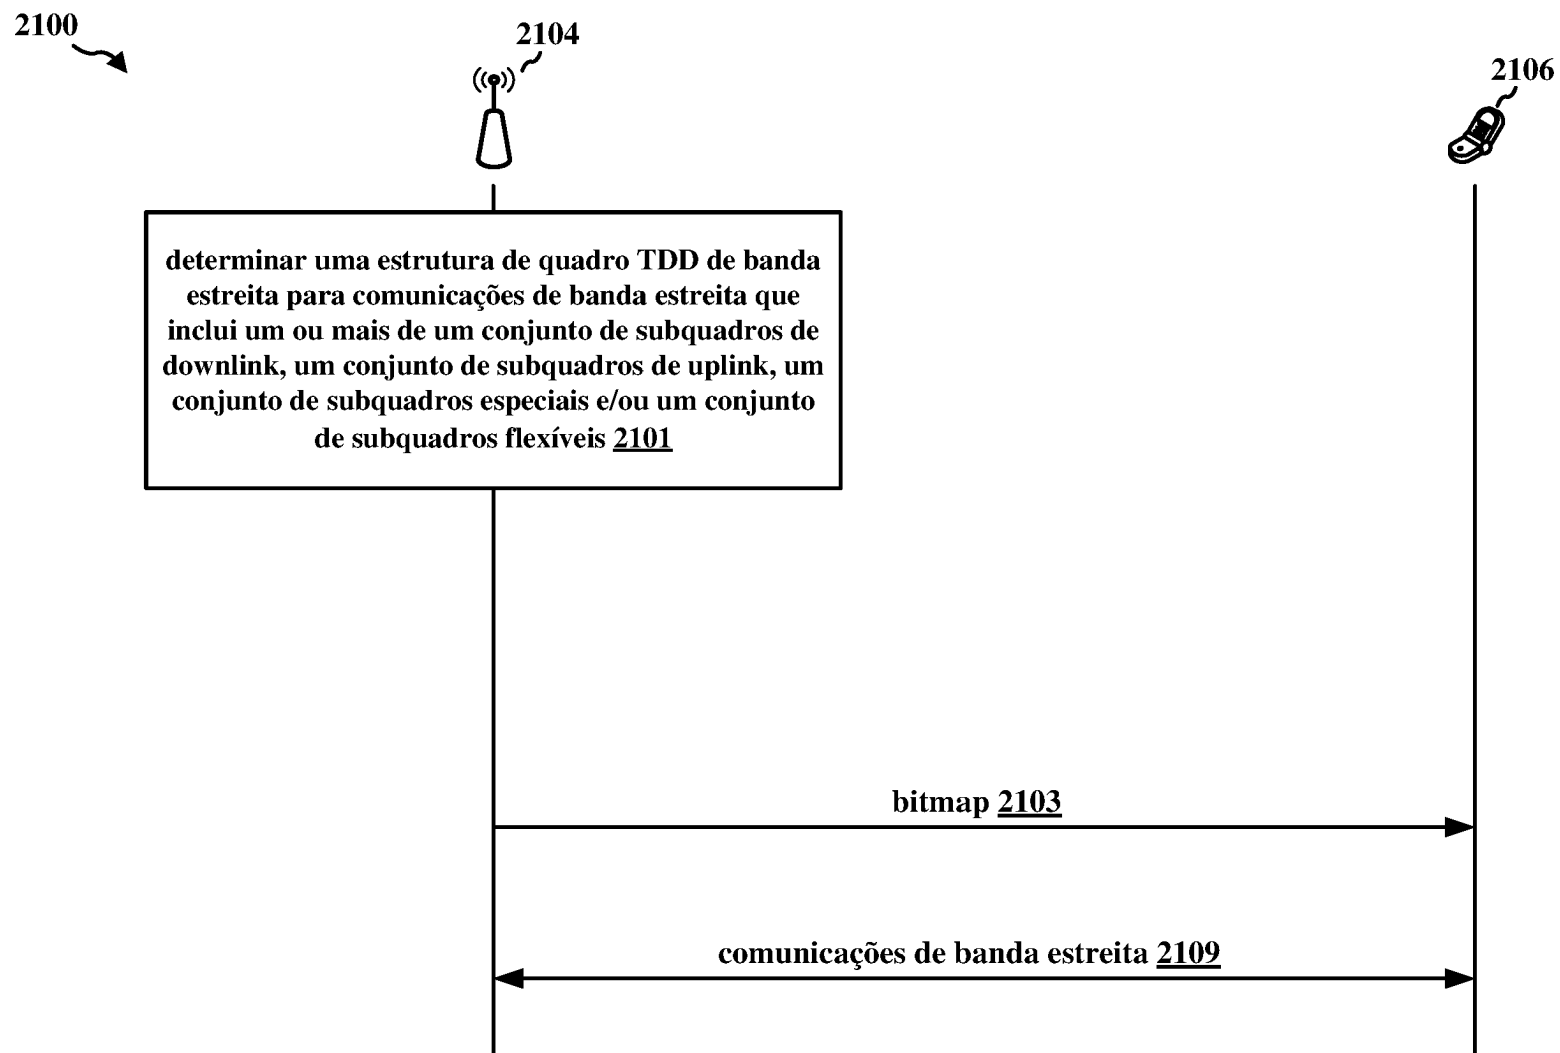 2100
2104
2106
determinar uma estrutura de quadro TDD de banda
estreita para comunicações de banda estreita que
inclui um ou mais de um conjunto de subquadros de
downlink, um conjunto de subquadros de uplink, um
conjunto de subquadros especiais e/ou um conjunto
de subquadros flexíveis 2101
bitmap 2103
comunicações de banda estreita 2109